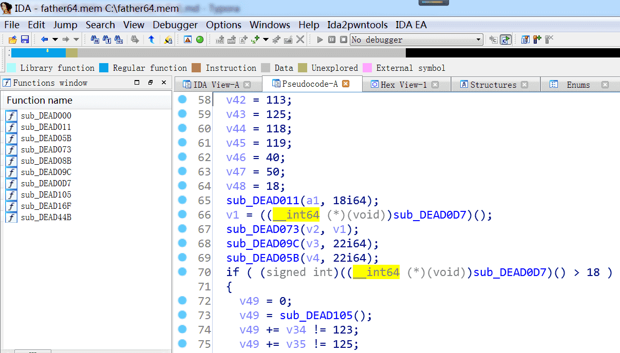 IDA - father64.mem C:\father64.mem
.md - Typora
File Edit Jump Search View Debugger Options Windows Help Ida2pwntools IDA EA
No debugger
Library function Regular function Instruction Data Unexplored External symbol
Functions window
IDA View-A Pseudocode-A Hex View-1 Structures Enums
Function name
sub_DEAD000
sub_DEAD011
sub_DEAD05B
sub_DEAD073
sub_DEAD08B
sub_DEAD09C
sub_DEAD0D7
sub_DEAD105
sub_DEAD16F
sub_DEAD44B
58 v42 = 113;
59 v43 = 125;
60 v44 = 118;
61 v45 = 119;
62 v46 = 40;
63 v47 = 50;
64 v48 = 18;
65 sub_DEAD011(a1, 18i64);
66 v1 = ((__int64 (*)(void))sub_DEAD0D7)();
67 sub_DEAD073(v2, v1);
68 sub_DEAD09C(v3, 22i64);
69 sub_DEAD05B(v4, 22i64);
70 if ( (signed int)((__int64 (*)(void))sub_DEAD0D7)() > 18 )
71 {
72 v49 = 0;
73 v49 = sub_DEAD105();
74 v49 += v34 != 123;
75 v49 += v35 != 125;